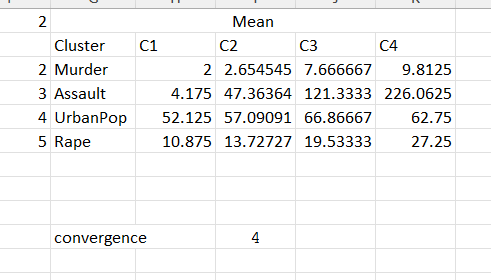 2 Mean
Cluster C1 C2 C3 C4
2 Murder 2 2.654545 7.666667 9.8125
3 Assault 4.175 47.36364 121.3333 226.0625
4 UrbanPop 52.125 57.09091 66.86667 62.75
5 Rape 10.875 13.72727 19.53333 27.25
convergence 4